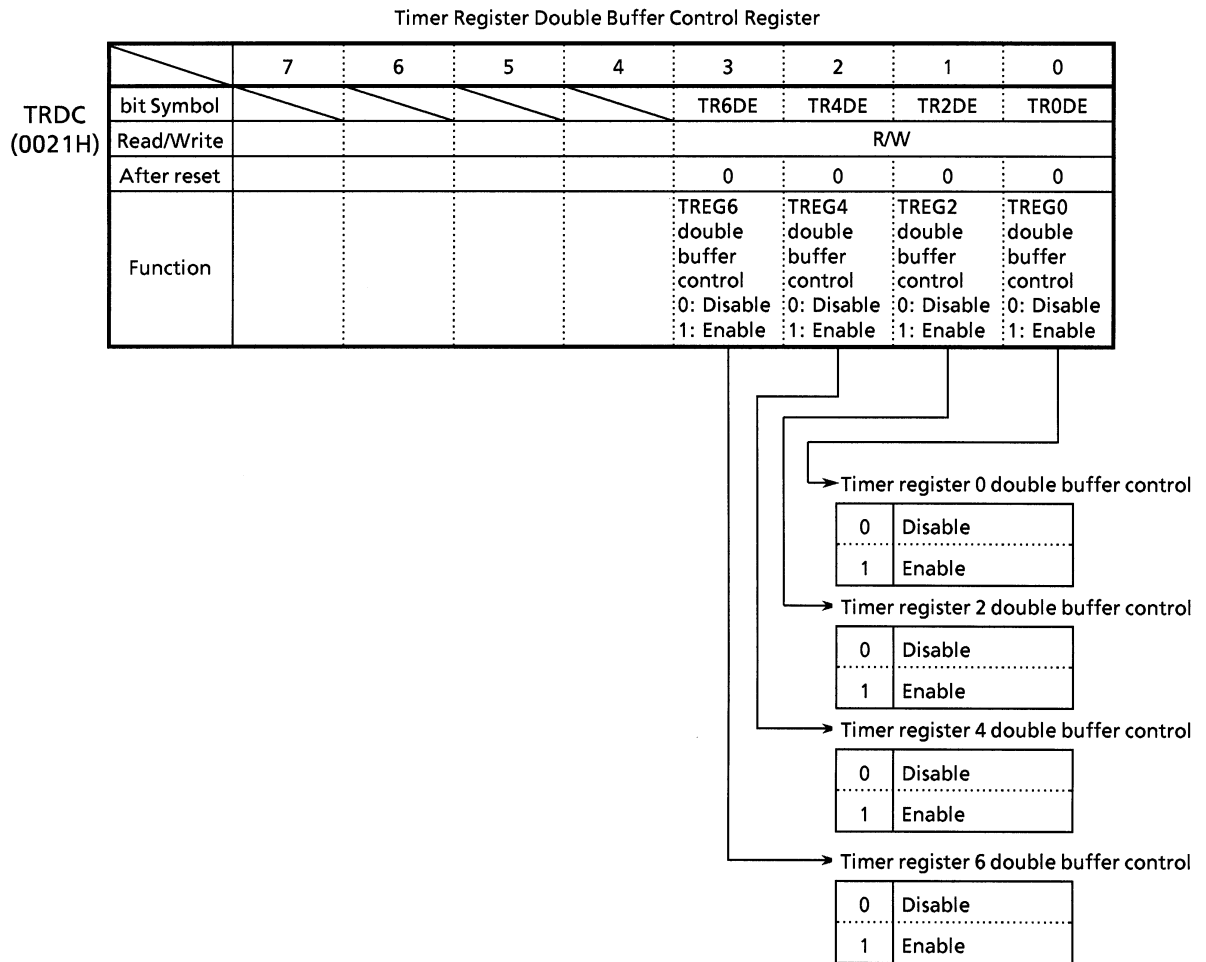 Timer Register Double Buffer Control Register
7 6 5 4 3 2 1 0
TRDC
(0021H)
bit Symbol TR6DE TR4DE TR2DE TR0DE
Read/Write R/W
After reset 0 0 0 0
Function
TREG6 TREG4 TREG2 TREG0
double double double double
buffer buffer buffer buffer
control control control control
0: Disable 0: Disable 0: Disable 0: Disable
1: Enable 1: Enable 1: Enable 1: Enable
Timer register 0 double buffer control
0 Disable
1 Enable
Timer register 2 double buffer control
0 Disable
1 Enable
Timer register 4 double buffer control
0 Disable
1 Enable
Timer register 6 double buffer control
0 Disable
1 Enable